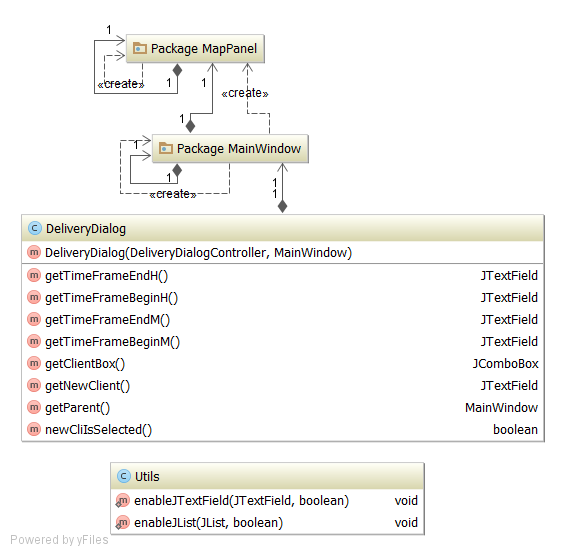 1
Package MapPanel
1
«create»
1
«create»
1
1
Package MainWindow
1
«create»
1
1
DeliveryDialog
DeliveryDialog(DeliveryDialogController, MainWindow)
getTimeFrameEndH() JTextField
getTimeFrameBeginH() JTextField
getTimeFrameEndM() JTextField
getTimeFrameBeginM() JTextField
getClientBox() JComboBox
getNewClient() JTextField
getParent() MainWindow
newCliIsSelected() boolean
Utils
enableJTextField(JTextField, boolean) void
enableJList(JList, boolean) void
Powered by yFiles